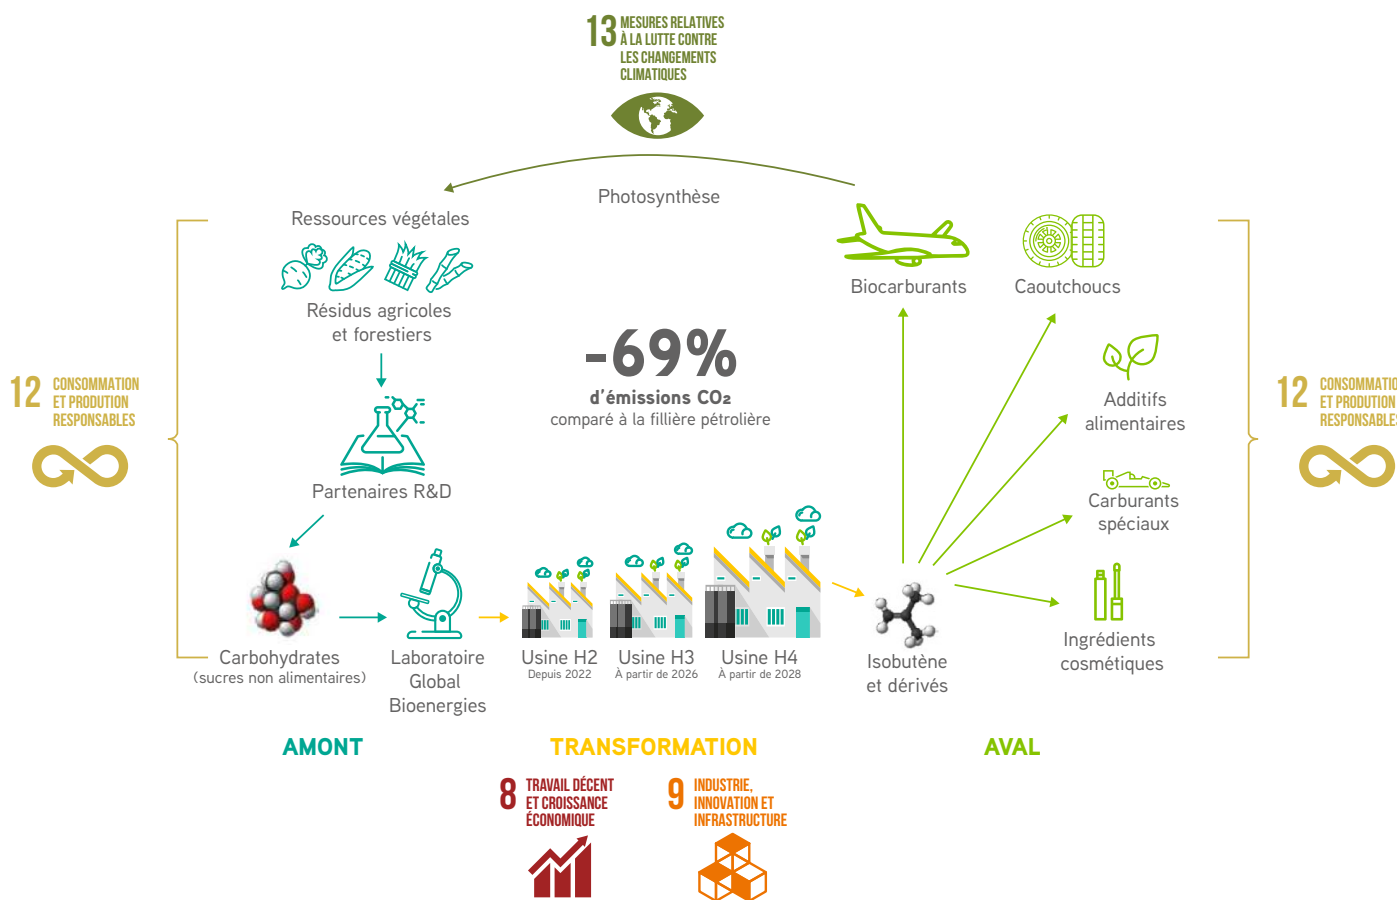 13 MESURES RELATIVES
À LA LUTTE CONTRE
LES CHANGEMENTS
CLIMATIQUES
Photosynthèse
Ressources végétales
Résidus agricoles
et forestiers
Partenaires R&D
Carbohydrates
(sucres non alimentaires)
Laboratoire
Global
Bioenergies
12 CONSOMMATION
ET PRODUTION
RESPONSABLES
-69%
d'émissions CO₂
comparé à la fillière pétrolière
Usine H2
Depuis 2022
Usine H3
À partir de 2026
Usine H4
À partir de 2028
Isobutène
et dérivés
Biocarburants
Caoutchoucs
Additifs
alimentaires
Carburants
spéciaux
Ingrédients
cosmétiques
12 CONSOMMATIO
ET PRODUTION
RESPONSABLES
AMONT
TRANSFORMATION
AVAL
8 TRAVAIL DÉCENT
ET CROISSANCE
ÉCONOMIQUE
9 INDUSTRIE,
INNOVATION ET
INFRASTRUCTURE